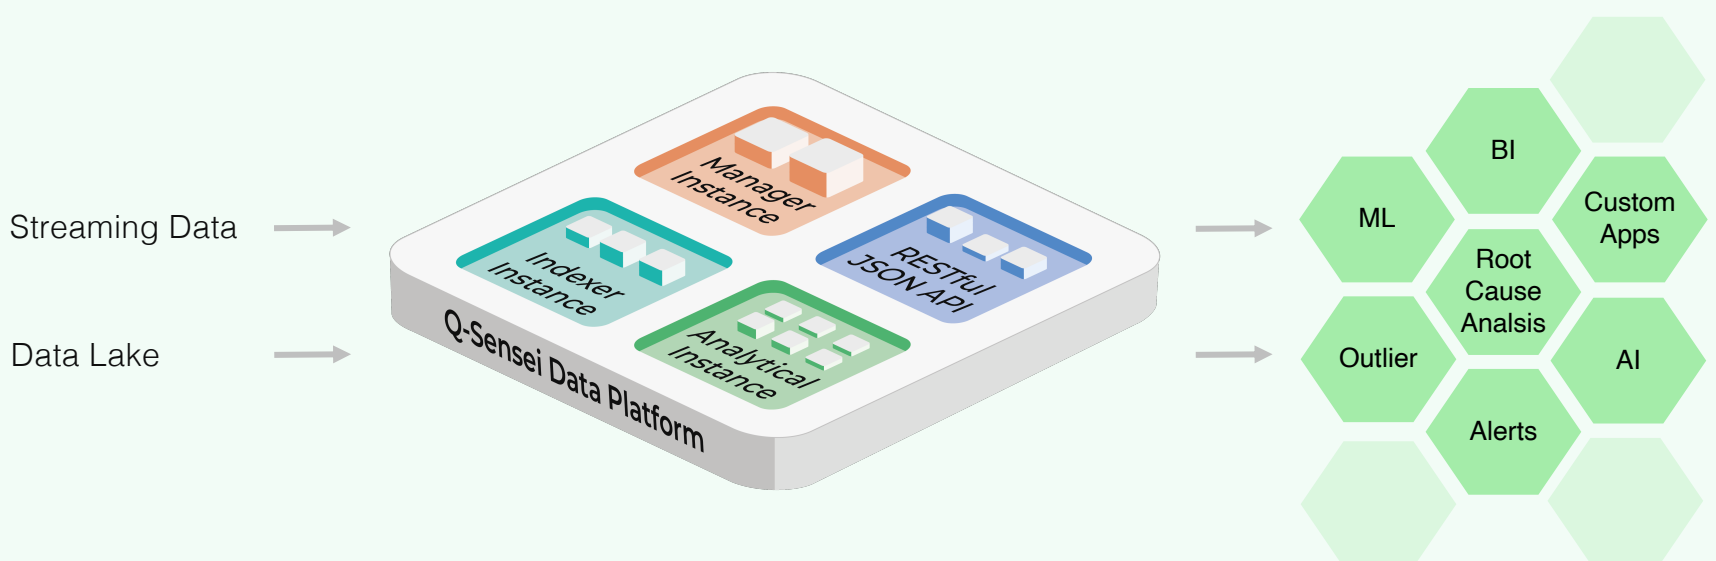 Streaming Data
Data Lake
Manager
Instance
Indexer
Instance
RESTful
JSON API
Analytical
Instance
Q-Sensei Data Platform
BI
ML
Custom
Apps
Root
Cause
Analsis
Outlier
AI
Alerts